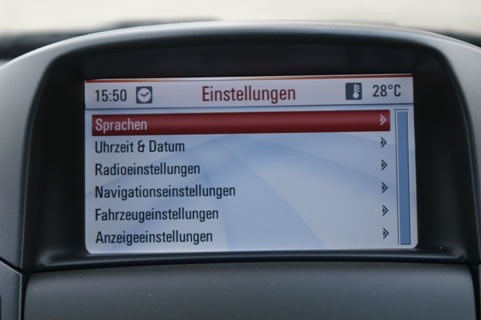 15:50 Einstellungen 28°C
Sprachen
Uhrzeit & Datum
Radioeinstellungen
Navigationseinstellungen
Fahrzeugeinstellungen
Anzeigeeinstellungen